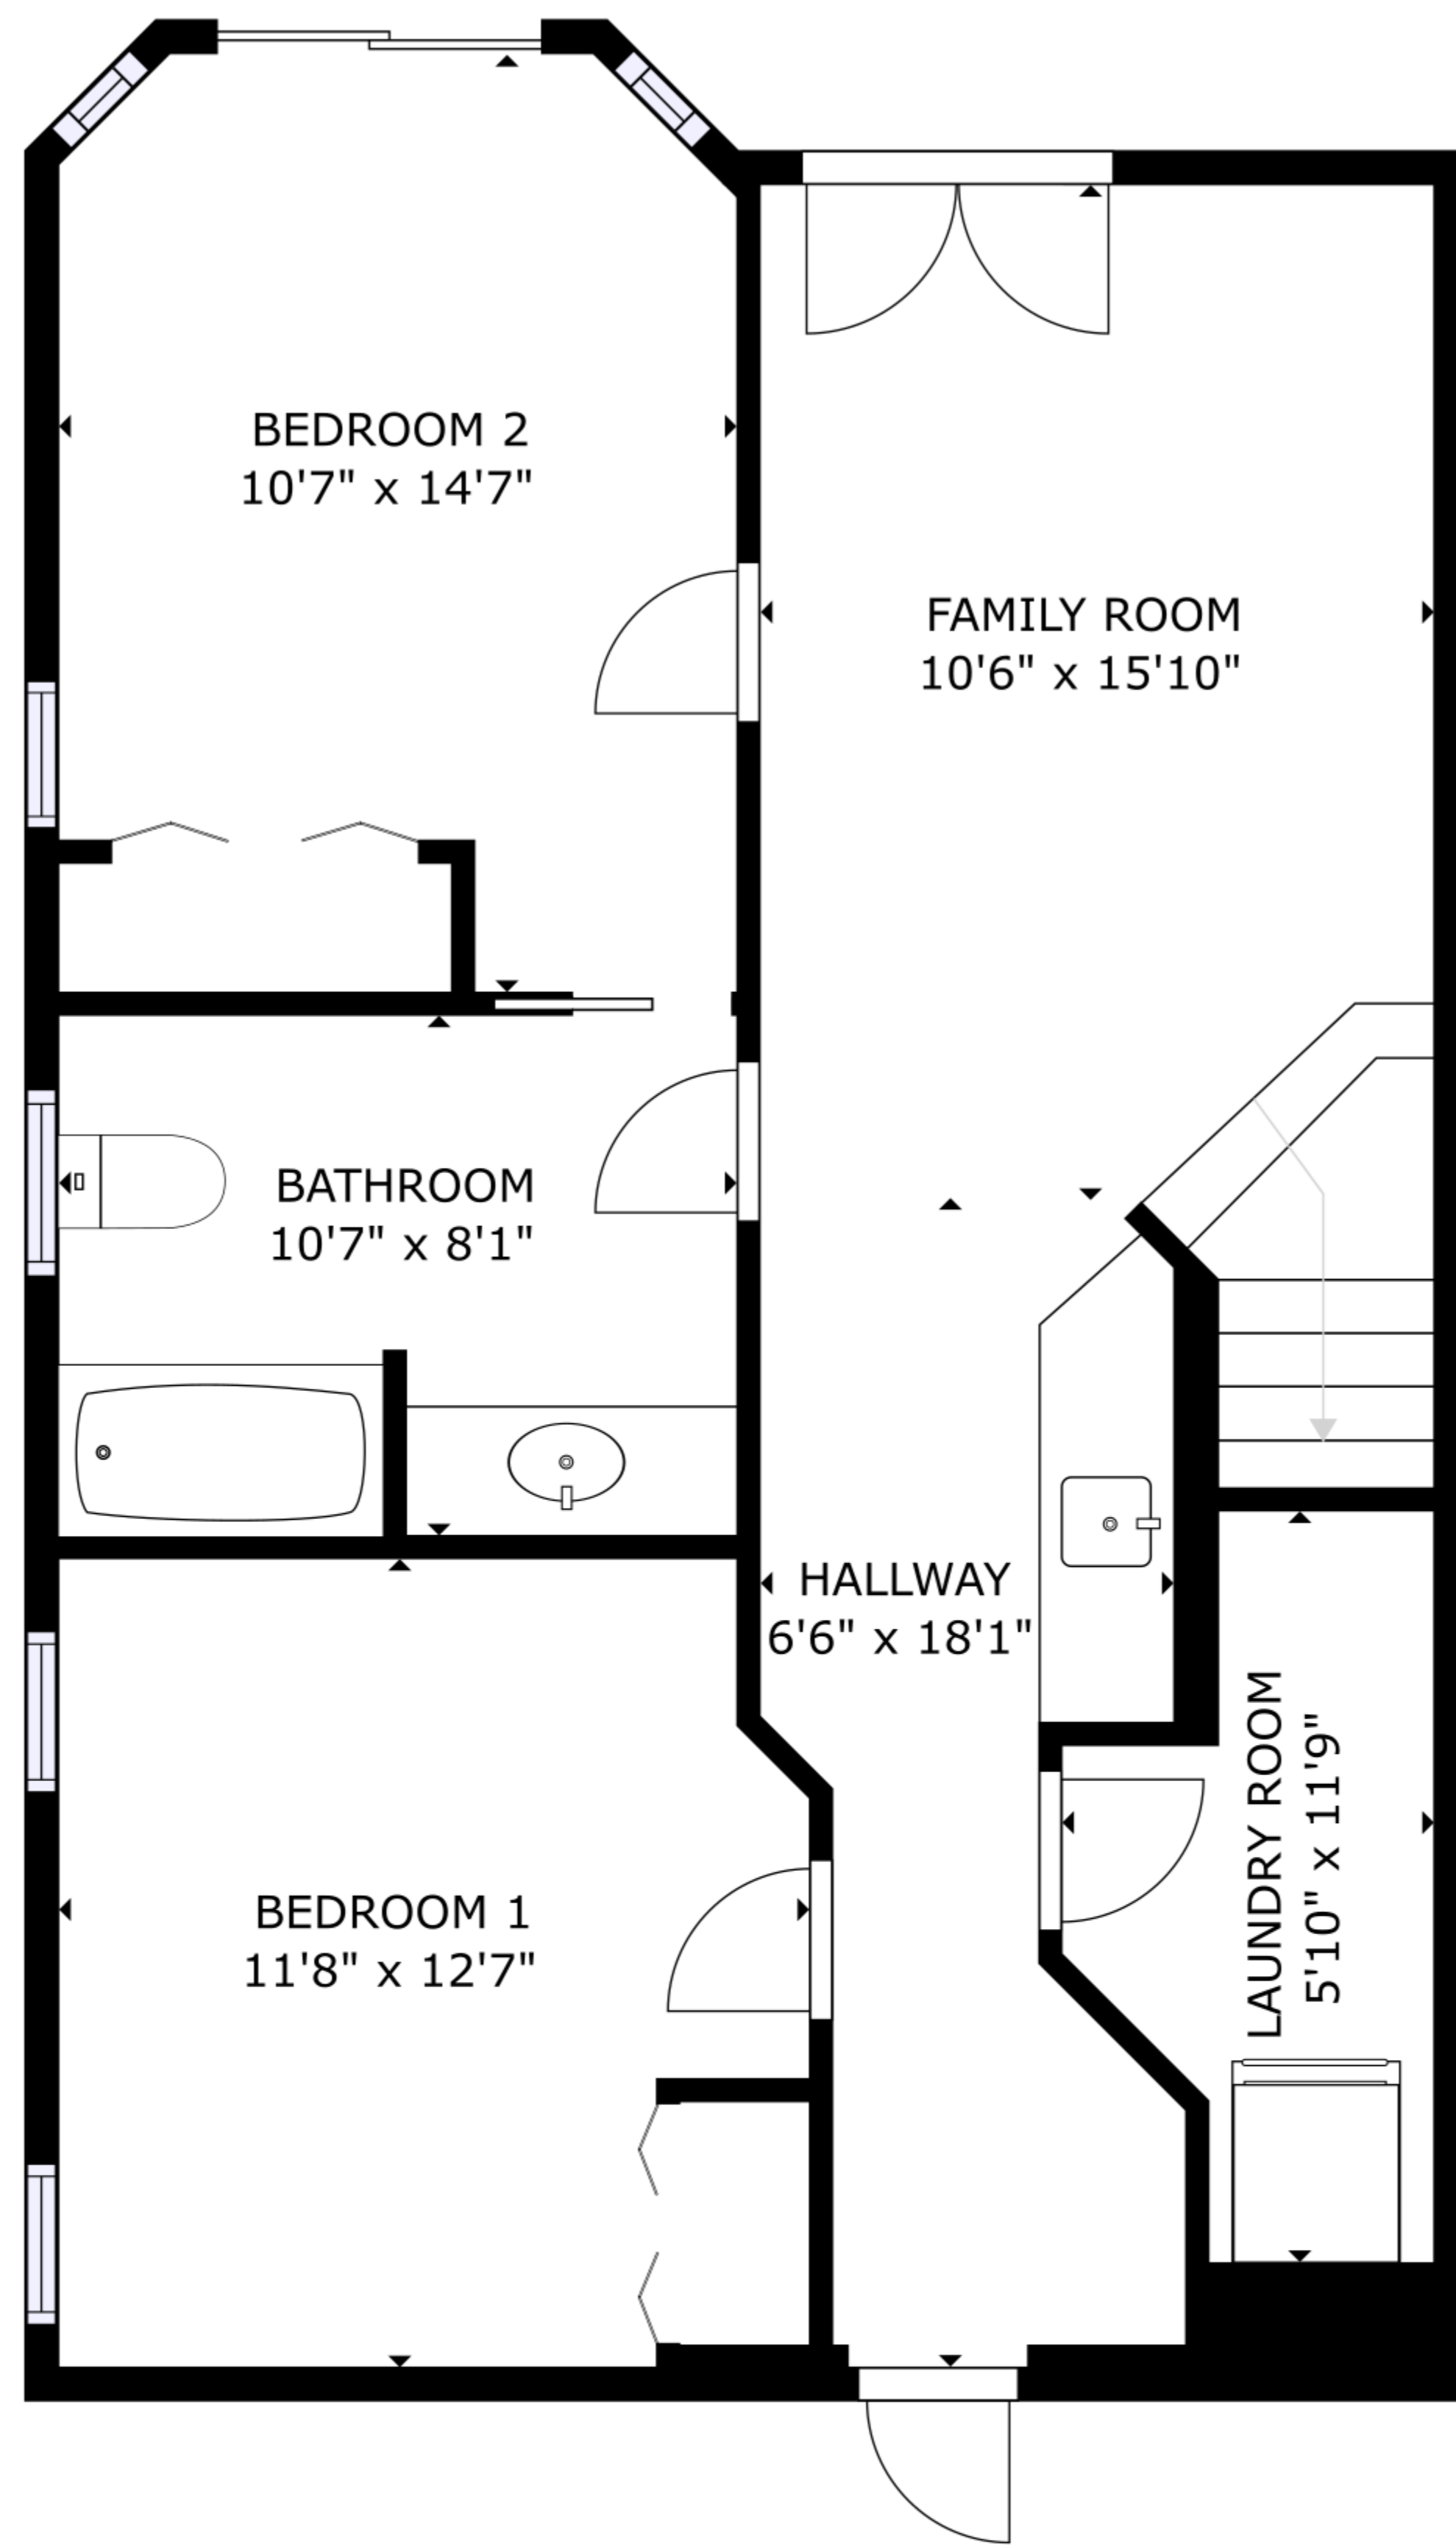 BEDROOM 2
10'7" x 14'7"
FAMILY ROOM
10'6" x 15'10"
BATHROOM
10'7" x 8'1"
HALLWAY
6'6" x 18'1"
LAUNDRY ROOM
5'10" x 11'9"
BEDROOM 1
11'8" x 12'7"